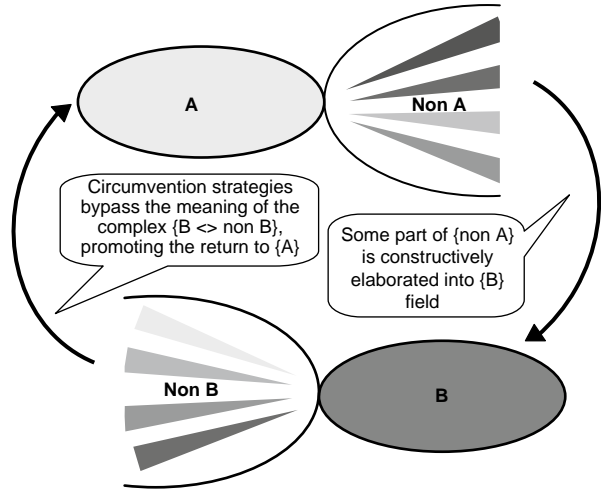 A
Non A
Circumvention strategies
bypass the meaning of the
complex {B <> non B},
promoting the return to {A}
Some part of {non A}
is constructively
elaborated into {B}
field
Non B
B